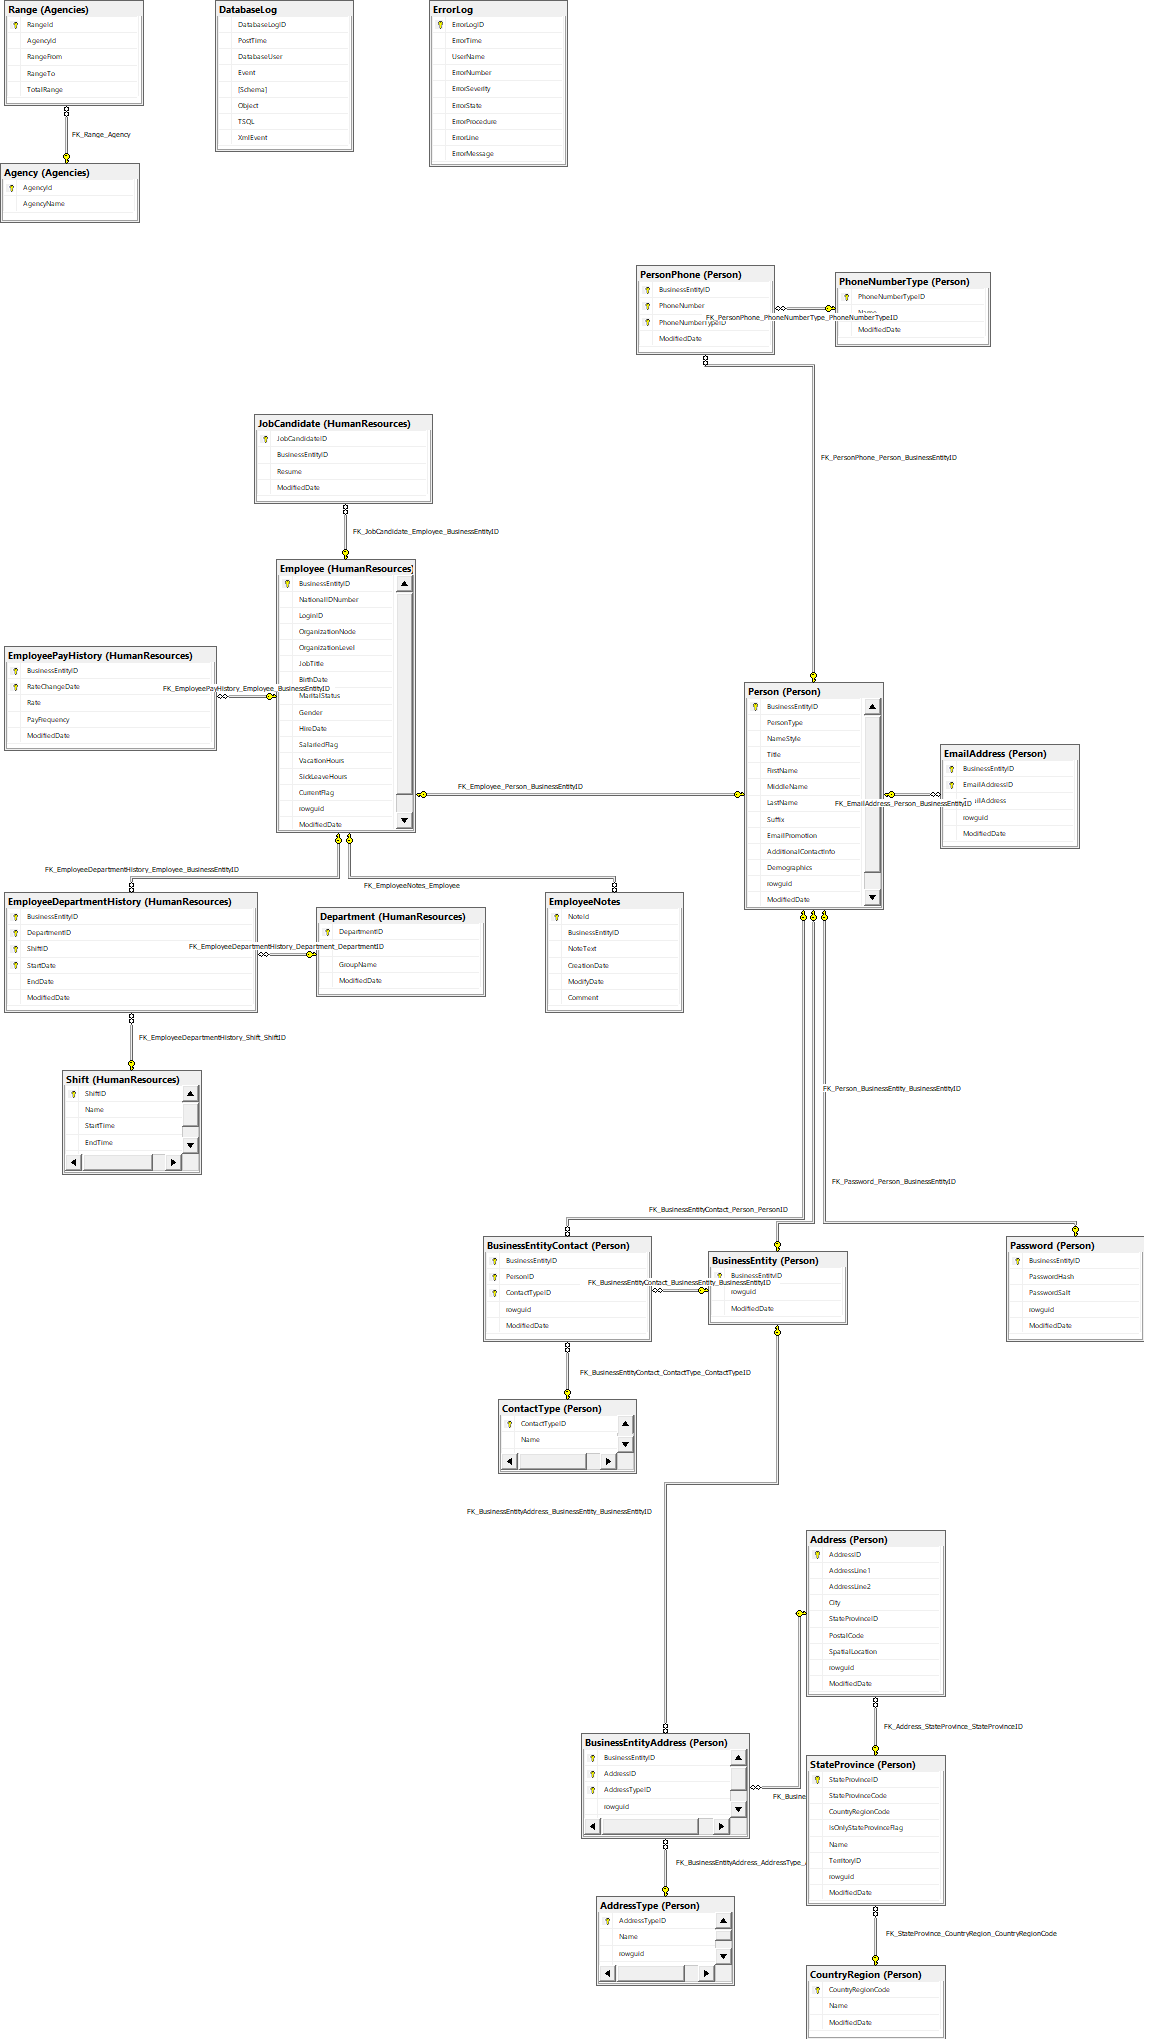 Range (Agencies)
RangeId
AgencyId
RangeFrom
RangeTo
TotalRange
DatabaseLog
DatabaseLogID
PostTime
DatabaseUser
Event
[Schema]
Object
TSQL
XmlEvent
ErrorLog
ErrorLogID
ErrorTime
UserName
ErrorNumber
ErrorSeverity
ErrorState
ErrorProcedure
ErrorLine
ErrorMessage
FK_Range_Agency
Agency (Agencies)
AgencyId
AgencyName
PersonPhone (Person)
BusinessEntityID
PhoneNumber
PhoneNumberTypeID
ModifiedDate
PhoneNumberType (Person)
PhoneNumberTypeID
Name
ModifiedDate
FK_PersonPhone_PhoneNumberType_PhoneNumberTypeID
FK_PersonPhone_Person_BusinessEntityID
JobCandidate (HumanResources)
JobCandidateID
BusinessEntityID
Resume
ModifiedDate
FK_JobCandidate_Employee_BusinessEntityID
Employee (HumanResources)
BusinessEntityID
NationalIDNumber
LoginID
OrganizationNode
OrganizationLevel
JobTitle
BirthDate
MaritalStatus
Gender
HireDate
SalariedFlag
VacationHours
SickLeaveHours
CurrentFlag
rowguid
ModifiedDate
EmployeePayHistory (HumanResources)
BusinessEntityID
RateChangeDate
Rate
PayFrequency
ModifiedDate
FK_EmployeePayHistory_Employee_BusinessEntityID
FK_Employee_Person_BusinessEntityID
Person (Person)
BusinessEntityID
PersonType
NameStyle
Title
FirstName
MiddleName
LastName
Suffix
EmailPromotion
AdditionalContactInfo
Demographics
rowguid
ModifiedDate
EmailAddress (Person)
BusinessEntityID
EmailAddressID
ilAddress
rowguid
ModifiedDate
FK_EmailAddress_Person_BusinessEntityID
FK_EmployeeDepartmentHistory_Employee_BusinessEntityID
FK_EmployeeNotes_Employee
EmployeeDepartmentHistory (HumanResources)
BusinessEntityID
DepartmentID
ShiftID
StartDate
EndDate
ModifiedDate
Department (HumanResources)
DepartmentID
GroupName
ModifiedDate
FK_EmployeeDepartmentHistory_Department_DepartmentID
EmployeeNotes
NoteId
BusinessEntityID
NoteText
CreationDate
ModifyDate
Comment
FK_EmployeeDepartmentHistory_Shift_ShiftID
Shift (HumanResources)
ShiftID
Name
StartTime
EndTime
FK_Person_BusinessEntity_BusinessEntityID
FK_Password_Person_BusinessEntityID
FK_BusinessEntityContact_Person_PersonID
BusinessEntityContact (Person)
BusinessEntityID
PersonID
ContactTypeID
rowguid
ModifiedDate
FK_BusinessEntityContact_BusinessEntity_BusinessEntityID
BusinessEntity (Person)
BusinessEntityID
rowguid
ModifiedDate
Password (Person)
BusinessEntityID
PasswordHash
PasswordSalt
rowguid
ModifiedDate
FK_BusinessEntityContact_ContactType_ContactTypeID
ContactType (Person)
ContactTypeID
Name
FK_BusinessEntityAddress_BusinessEntity_BusinessEntityID
Address (Person)
AddressID
AddressLine1
AddressLine2
City
StateProvinceID
PostalCode
SpatialLocation
rowguid
ModifiedDate
FK_Address_StateProvince_StateProvinceID
BusinessEntityAddress (Person)
BusinessEntityID
AddressID
AddressTypeID
rowguid
FK_Busine
StateProvince (Person)
StateProvinceID
StateProvinceCode
CountryRegionCode
IsOnlyStateProvinceFlag
Name
TerritoryID
rowguid
ModifiedDate
FK_BusinessEntityAddress_AddressType_
AddressType (Person)
AddressTypeID
Name
rowguid
FK_StateProvince_CountryRegion_CountryRegionCode
CountryRegion (Person)
CountryRegionCode
Name
ModifiedDate